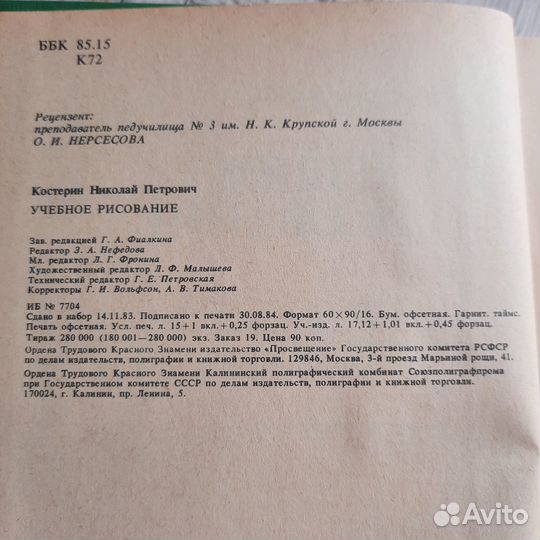 ББК 85.15
К72
Рецензент:
преподаватель педучилища № 3 им. Н. К. Крупской г. Москвы
О. И. НЕРСЕСОВА
Костерин Николай Петрович
УЧЕБНОЕ РИСОВАНИЕ
Зав. редакцией Г. А. Фиалкина
Редактор З. А. Нефедова
Мл. редактор Л. Г. Фронина
Художественный редактор Л. Ф. Малышева
Технический редактор Г. Е. Петровская
Корректоры Г. И. Вольфсон, А. В. Тимакова
ИБ № 7704
Сдано в набор 14.11.83. Подписано к печати 30.08.84. Формат 60×90/16. Бум. офсетная. Гарнит. таймс.
Печать офсетная. Усл. печ. л. 15+1 вкл.+0,25 форзац. Уч.-изд. л. 17,12+1,01 вкл.+0,45 форзац.
Тираж 280 000 (180 001—280 000) экз. Заказ 19. Цена 90 коп.
Ордена Трудового Красного Знамени издательство «Просвещение» Государственного комитета РСФСР
по делам издательств, полиграфии и книжной торговли. 129846, Москва, 3-й проезд Марьиной рощи, 41.
Ордена Трудового Красного Знамени Калининский полиграфический комбинат Союзполиграфпрома
при Государственном комитете СССР по делам издательств, полиграфии и книжной торговли.
170024, г. Калинин, пр. Ленина, 5.
Avito